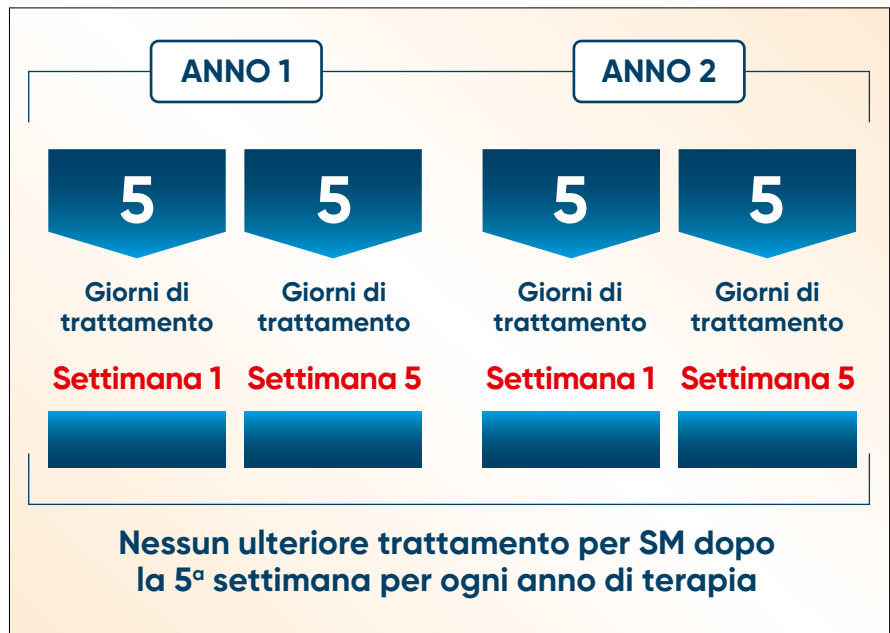 ANNO 1
5
Giorni di
trattamento
Settimana 1
5
Giorni di
trattamento
Settimana 5
ANNO 2
5
Giorni di
trattamento
Settimana 1
5
Giorni di
trattamento
Settimana 5
Nessun ulteriore trattamento per SM dopo
la 5ª settimana per ogni anno di terapia